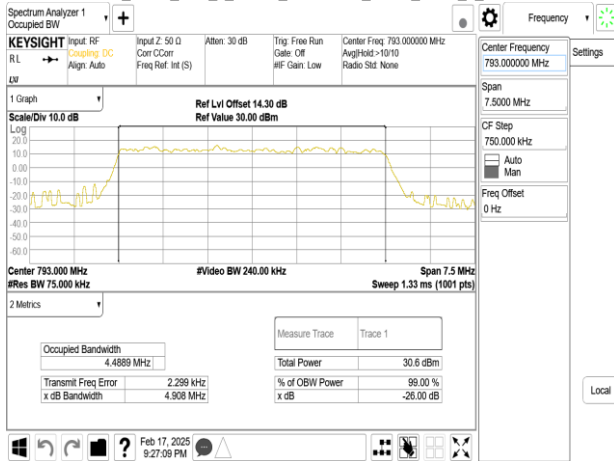 Spectrum Analyzer 1
Occupied BW
+
Frequency
KEYSIGHT
RL
LXI
Input: RF
Coupling: DC
Align: Auto
Input Z: 50 Ω
Corr CCorr
Freq Ref: Int (S)
Atten: 30 dB
Trig: Free Run
Gate: Off
#IF Gain: Low
Center Freq: 793.000000 MHz
Avg|Hold:>10/10
Radio Std: None
Center Frequency
793.000000 MHz
Settings
Span
7.5000 MHz
CF Step
750.000 kHz
Auto
Man
Freq Offset
0 Hz
Local
1 Graph
Scale/Div 10.0 dB
Ref Lvl Offset 14.30 dB
Ref Value 30.00 dBm
Log
20.0
10.0
0.00
-10.0
-20.0
-30.0
-40.0
-50.0
-60.0
Center 793.000 MHz
#Video BW 240.00 kHz
Span 7.5 MHz
#Res BW 75.000 kHz
Sweep 1.33 ms (1001 pts)
2 Metrics
Measure Trace
Trace 1
Occupied Bandwidth
4.4889 MHz
Total Power
30.6 dBm
Transmit Freq Error
2.299 kHz
% of OBW Power
99.00 %
x dB Bandwidth
4.908 MHz
x dB
-26.00 dB
?
Feb 17, 2025
9:27:09 PM